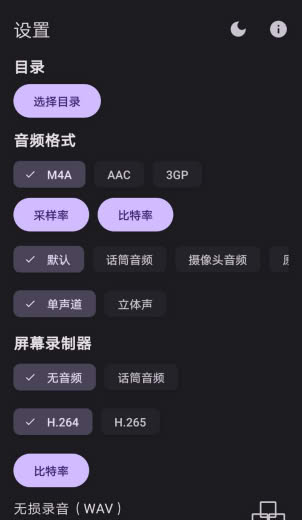 设置
目录
选择目录
音频格式
M4A AAC 3GP
采样率 比特率
默认 话筒音频 摄像头音频
单声道 立体声
屏幕录制器
无音频 话筒音频
H.264 H.265
比特率
无损录音（WAV）